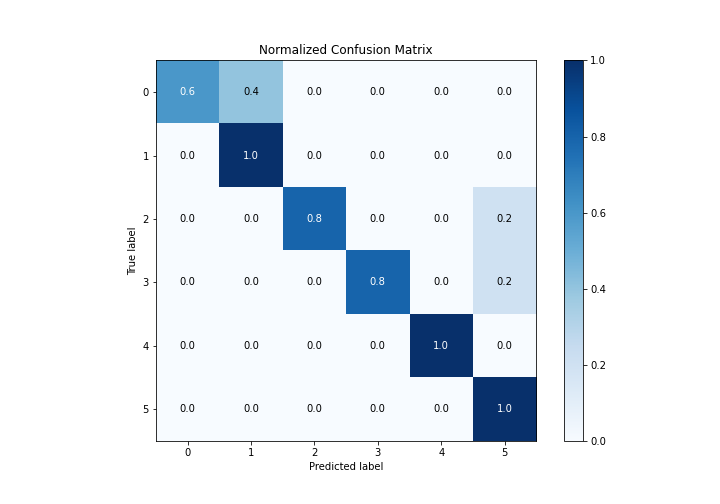 Normalized Confusion Matrix
1.0
0 0.6 0.4 0.0 0.0 0.0 0.0
0.8
1 0.0 1.0 0.0 0.0 0.0 0.0
2 0.0 0.0 0.8 0.0 0.0 0.2
0.6
True label
3 0.0 0.0 0.0 0.8 0.0 0.2
0.4
4 0.0 0.0 0.0 0.0 1.0 0.0
0.2
5 0.0 0.0 0.0 0.0 0.0 1.0
0.0
0 1 2 3 4 5
Predicted label